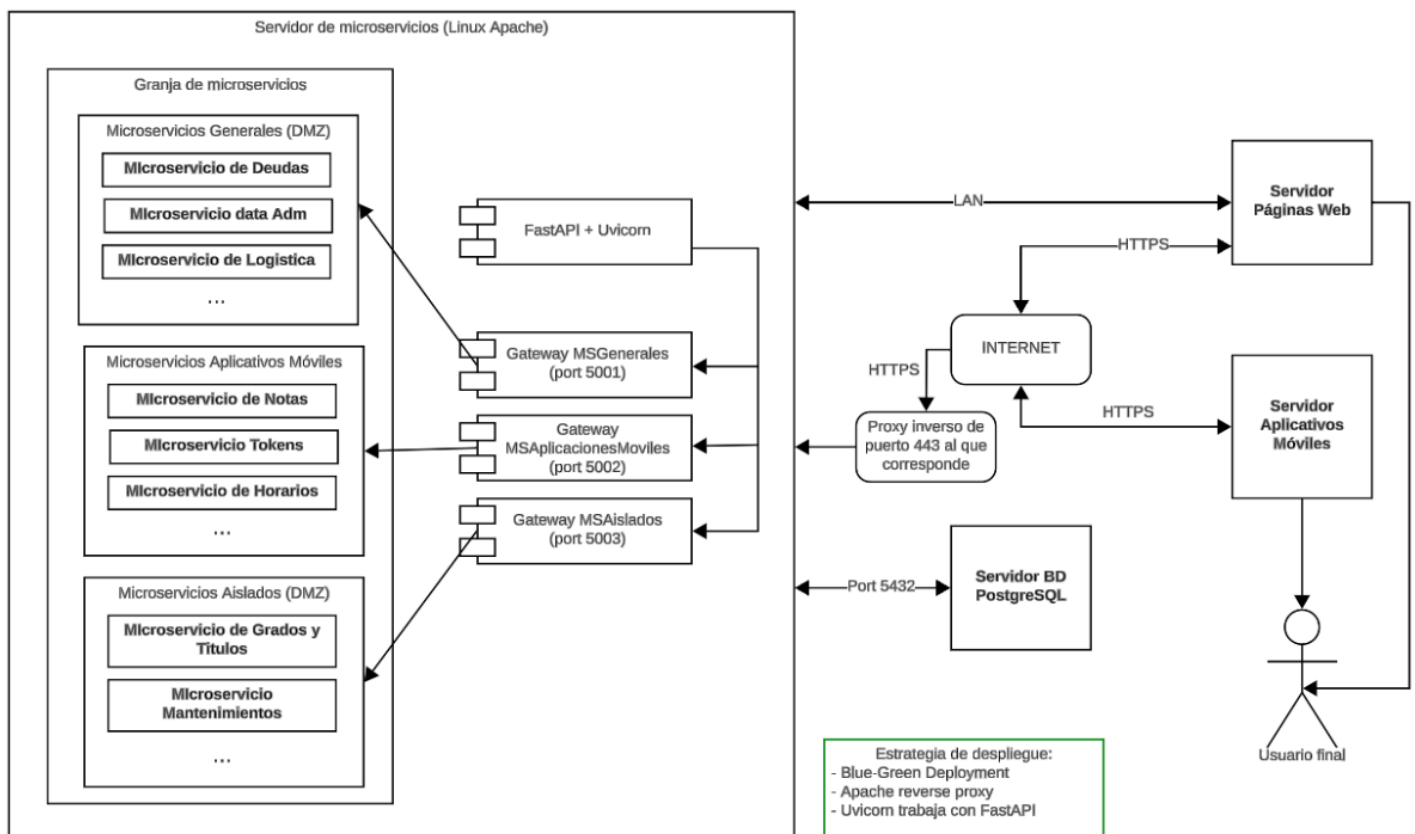 Servidor de microservicios (Linux Apache)
Granja de microservicios
Microservicios Generales (DMZ)
MIcroservicio de Deudas
MIcroservicio data Adm
MIcroservicio de Logistica
...
Microservicios Aplicativos Móviles
MIcroservicio de Notas
MIcroservicio Tokens
MIcroservicio de Horarios
...
Microservicios Aislados (DMZ)
MIcroservicio de Grados y
Titulos
MIcroservicio
Mantenimientos
...
FastAPI + Uvicorn
Gateway MSGenerales
(port 5001)
Gateway
MSAplicacionesMoviles
(port 5002)
Gateway MSAislados
(port 5003)
LAN
HTTPS
INTERNET
HTTPS
HTTPS
Proxy inverso de
puerto 443 al que
corresponde
Port 5432
Servidor BD
PostgreSQL
Servidor
Páginas Web
Servidor
Aplicativos
Móviles
Usuario final
Estrategia de despliegue:
- Blue-Green Deployment
- Apache reverse proxy
- Uvicorn trabaja con FastAPI